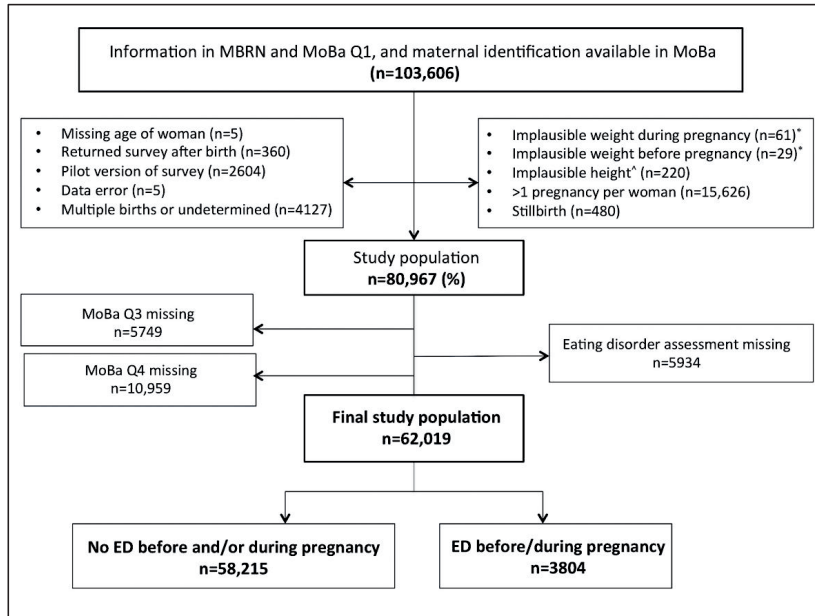 Information in MBRN and MoBa Q1, and maternal identification available in MoBa
(n=103,606)
• Missing age of woman (n=5)
• Returned survey after birth (n=360)
• Pilot version of survey (n=2604)
• Data error (n=5)
• Multiple births or undetermined (n=4127)
• Implausible weight during pregnancy (n=61)*
• Implausible weight before pregnancy (n=29)*
• Implausible height^ (n=220)
• >1 pregnancy per woman (n=15,626)
• Stillbirth (n=480)
Study population
n=80,967 (%)
MoBa Q3 missing
n=5749
Eating disorder assessment missing
n=5934
MoBa Q4 missing
n=10,959
Final study population
n=62,019
No ED before and/or during pregnancy
n=58,215
ED before/during pregnancy
n=3804